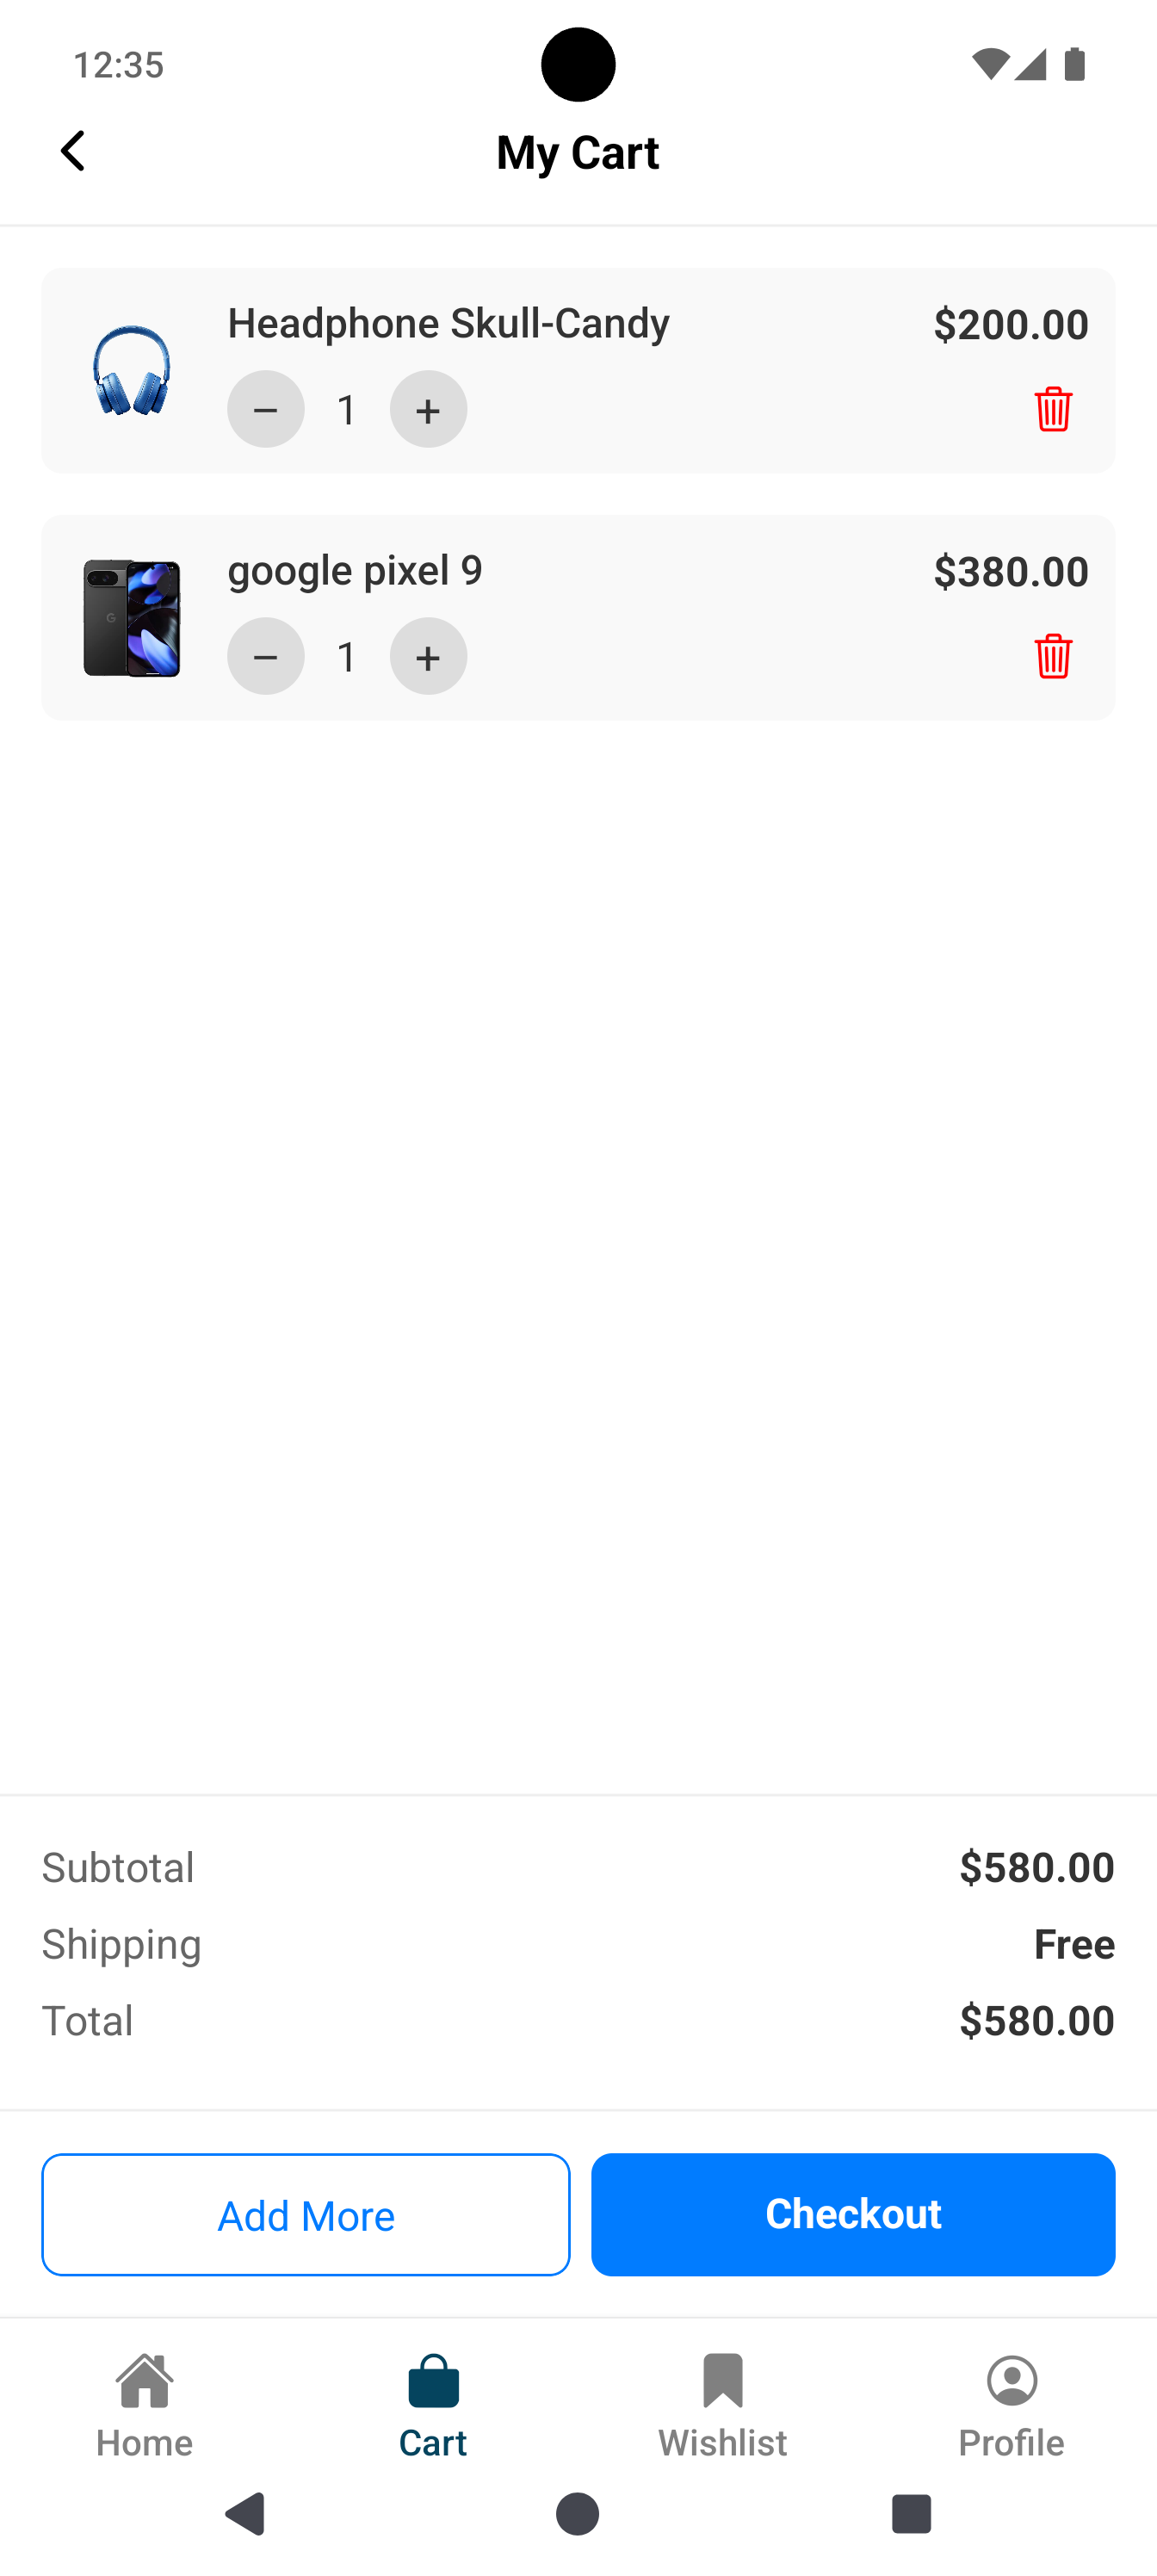 12:35
My Cart
Headphone Skull-Candy
$200.00
− 1 +
google pixel 9
$380.00
− 1 +
Subtotal $580.00
Shipping Free
Total $580.00
Add More Checkout
Home Cart Wishlist Profile